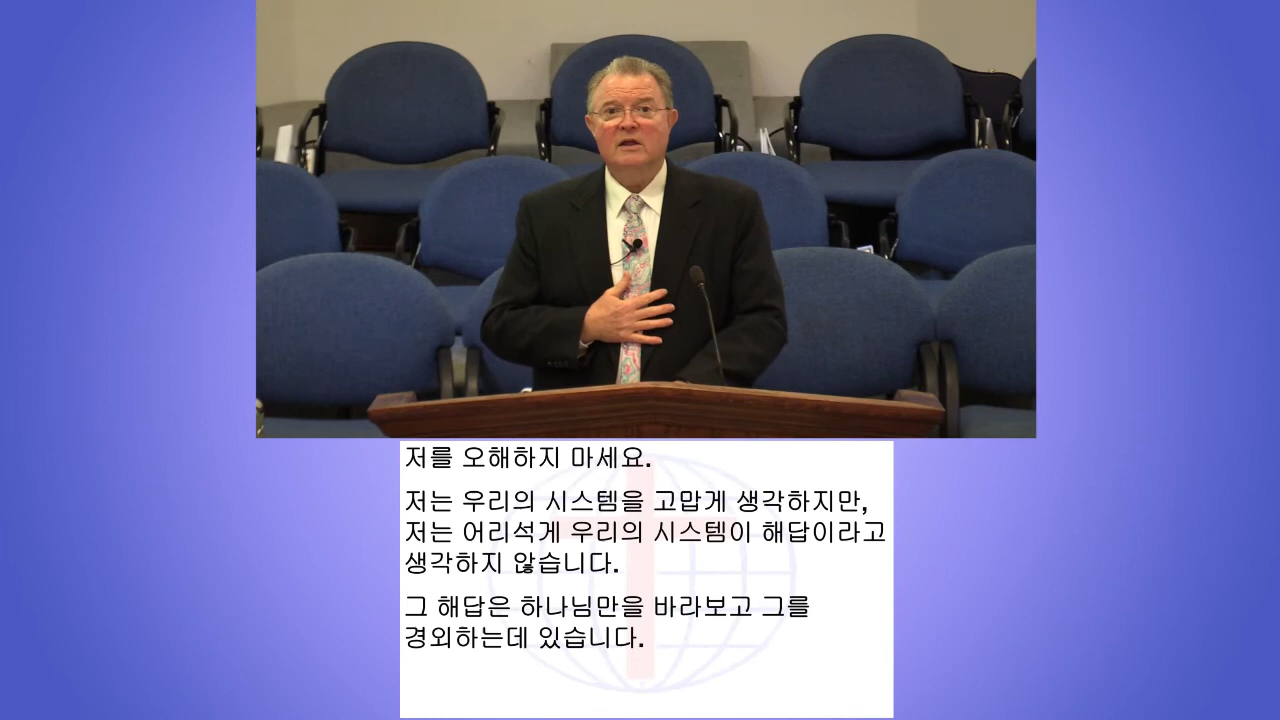 저를 오해하지 마세요.
저는 우리의 시스템을 고맙게 생각하지만,
저는 어리석게 우리의 시스템이 해답이라고
생각하지 않습니다.
그 해답은 하나님만을 바라보고 그를
경외하는데 있습니다.